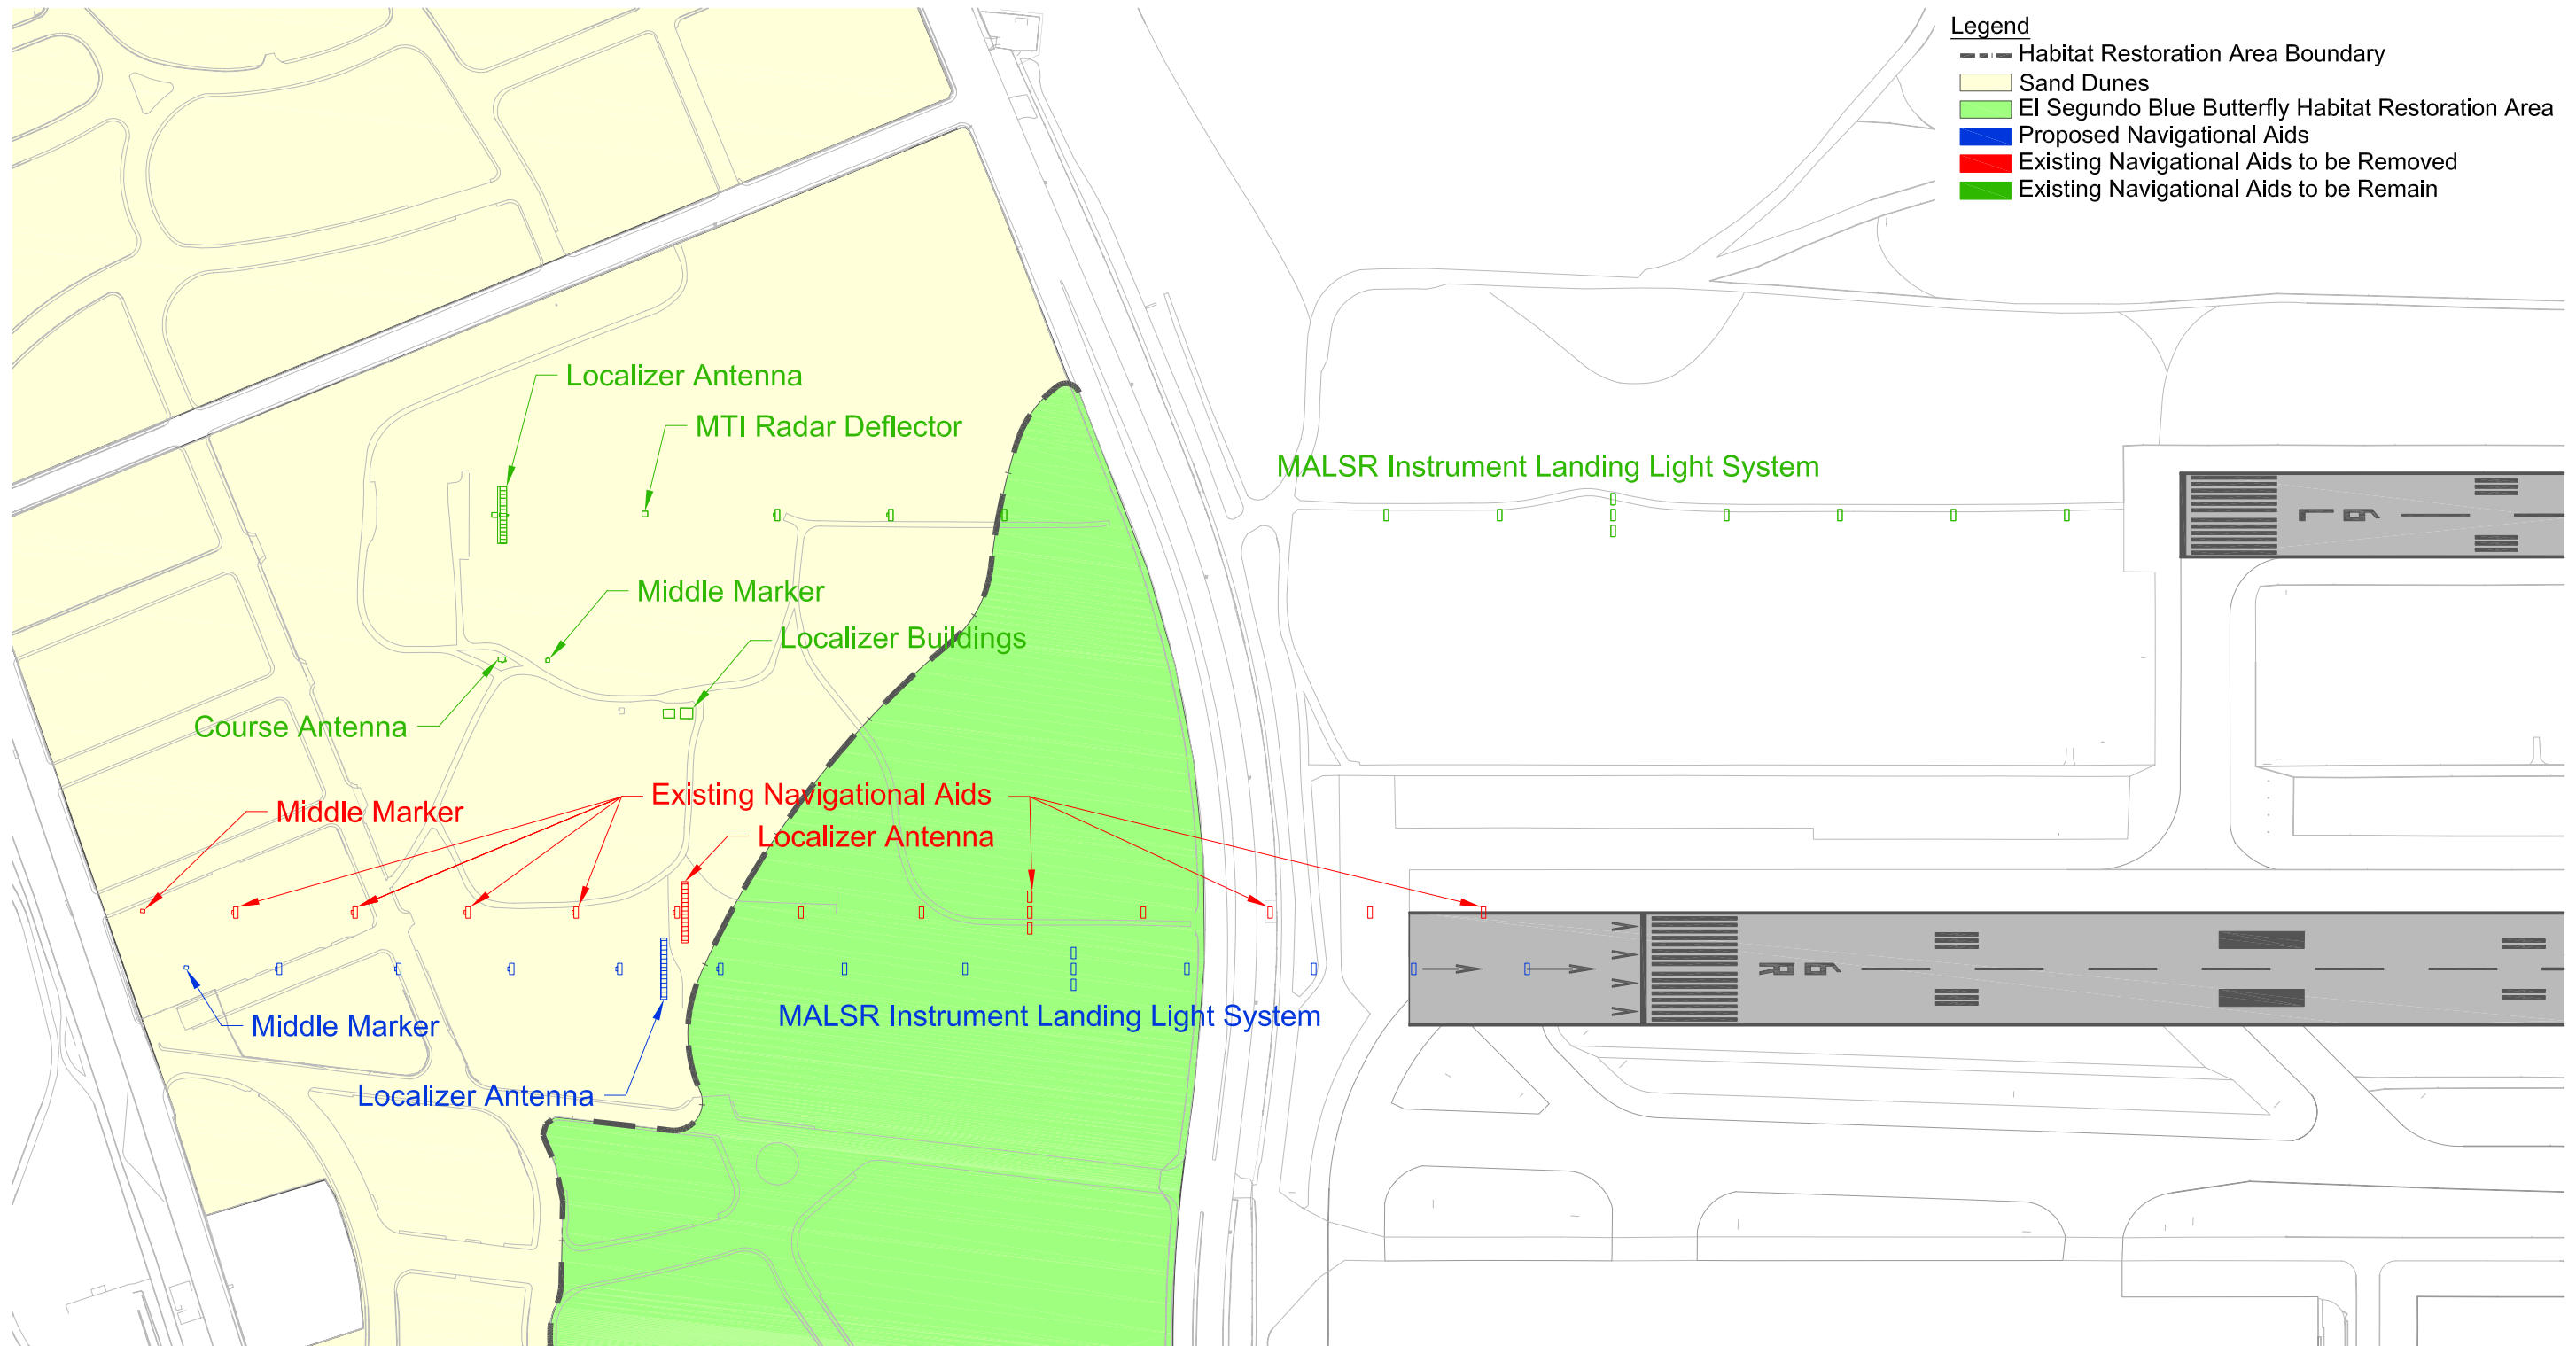 Legend
Habitat Restoration Area Boundary
Sand Dunes
El Segundo Blue Butterfly Habitat Restoration Area
Proposed Navigational Aids
Existing Navigational Aids to be Removed
Existing Navigational Aids to be Remain
Localizer Antenna
MTI Radar Deflector
MALSR Instrument Landing Light System
6L
Middle Marker
Localizer Buildings
Course Antenna
Existing Navigational Aids
Middle Marker
Localizer Antenna
6R
MALSR Instrument Landing Light System
Middle Marker
Localizer Antenna